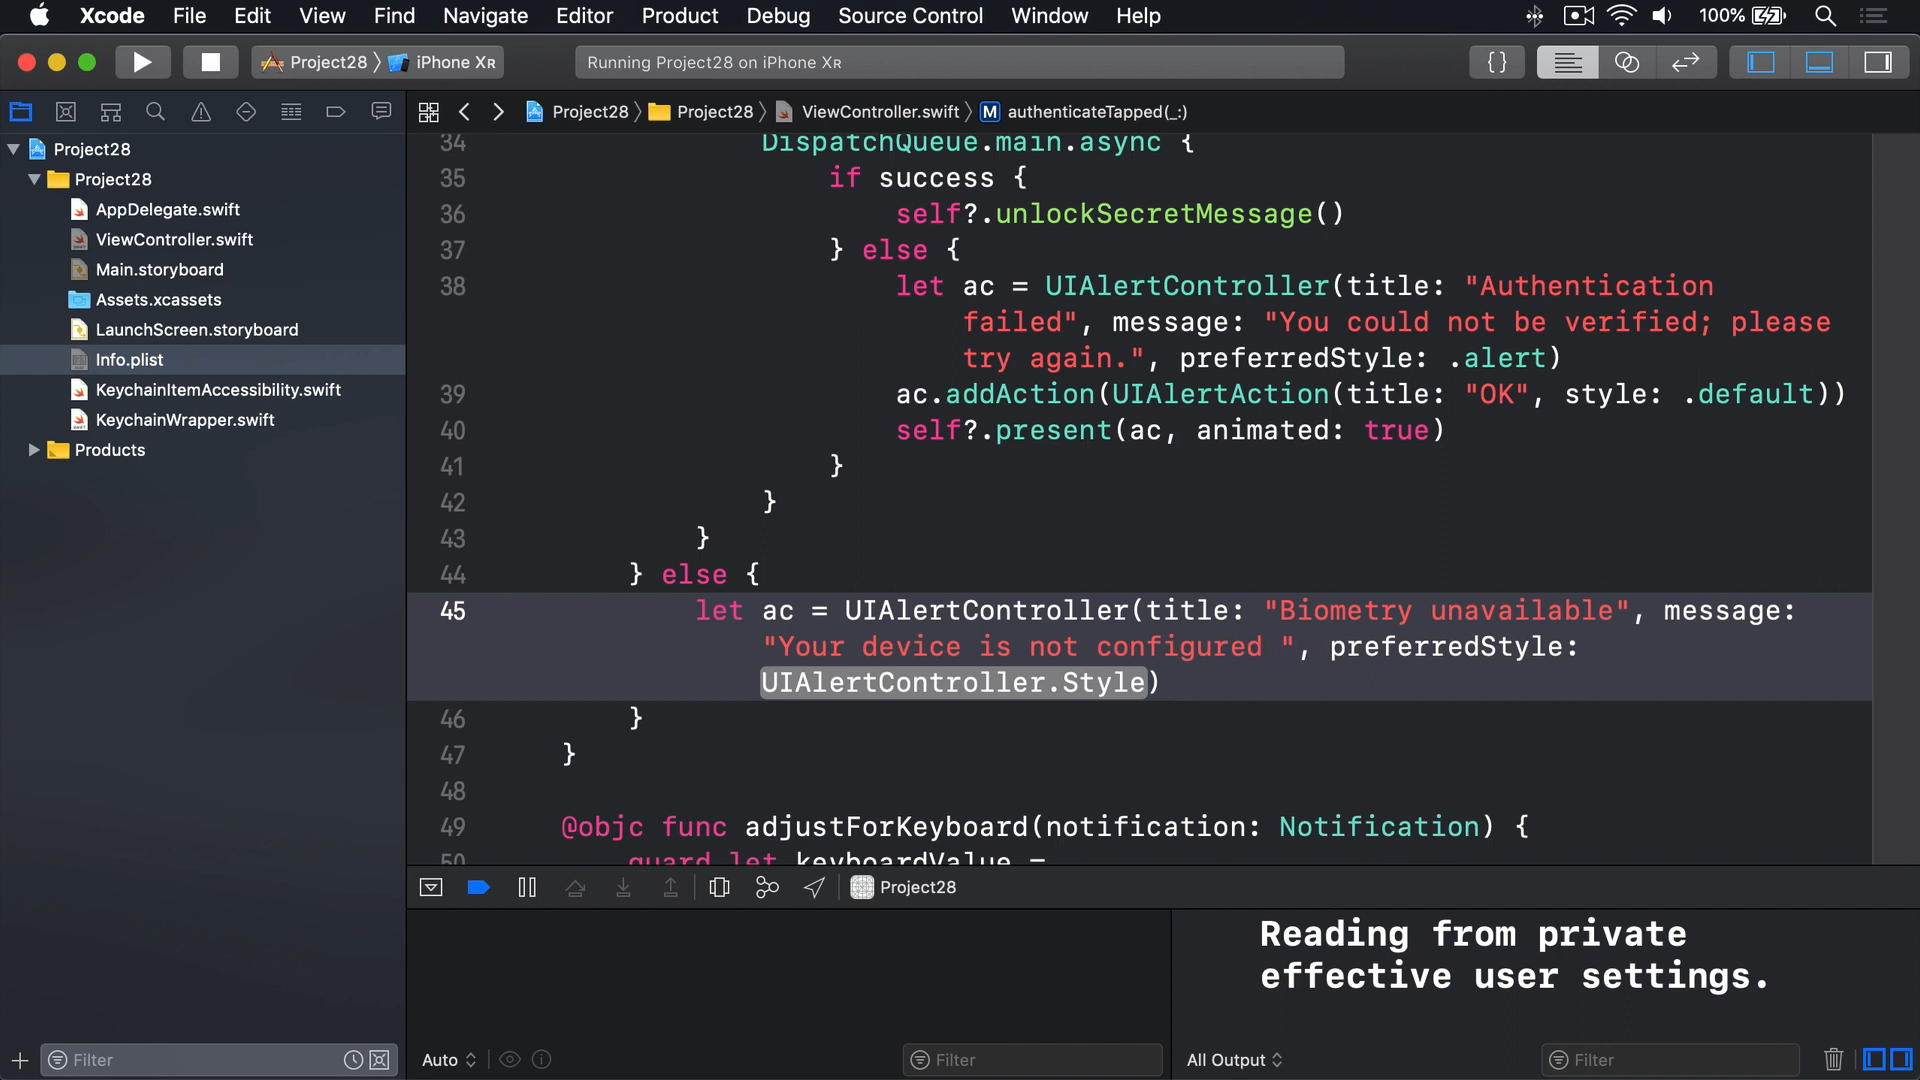 Xcode File Edit View Find Navigate Editor Product Debug Source Control Window Help 100%
Project28 iPhone XR Running Project28 on iPhone XR {}
Project28 Project28 ViewController.swift M authenticateTapped(_:)
Project28
Project28
AppDelegate.swift
ViewController.swift
Main.storyboard
Assets.xcassets
LaunchScreen.storyboard
Info.plist
KeychainItemAccessibility.swift
KeychainWrapper.swift
Products
34 DispatchQueue.main.async {
35 if success {
36 self?.unlockSecretMessage()
37 } else {
38 let ac = UIAlertController(title: "Authentication
failed", message: "You could not be verified; please
try again.", preferredStyle: .alert)
39 ac.addAction(UIAlertAction(title: "OK", style: .default))
40 self?.present(ac, animated: true)
41 }
42 }
43 }
44 } else {
45 let ac = UIAlertController(title: "Biometry unavailable", message:
"Your device is not configured ", preferredStyle:
UIAlertController.Style)
46 }
47 }
48
49 @objc func adjustForKeyboard(notification: Notification) {
50 guard let keyboardValue =
Project28
Reading from private
effective user settings.
Filter
Auto
Filter
All Output
Filter